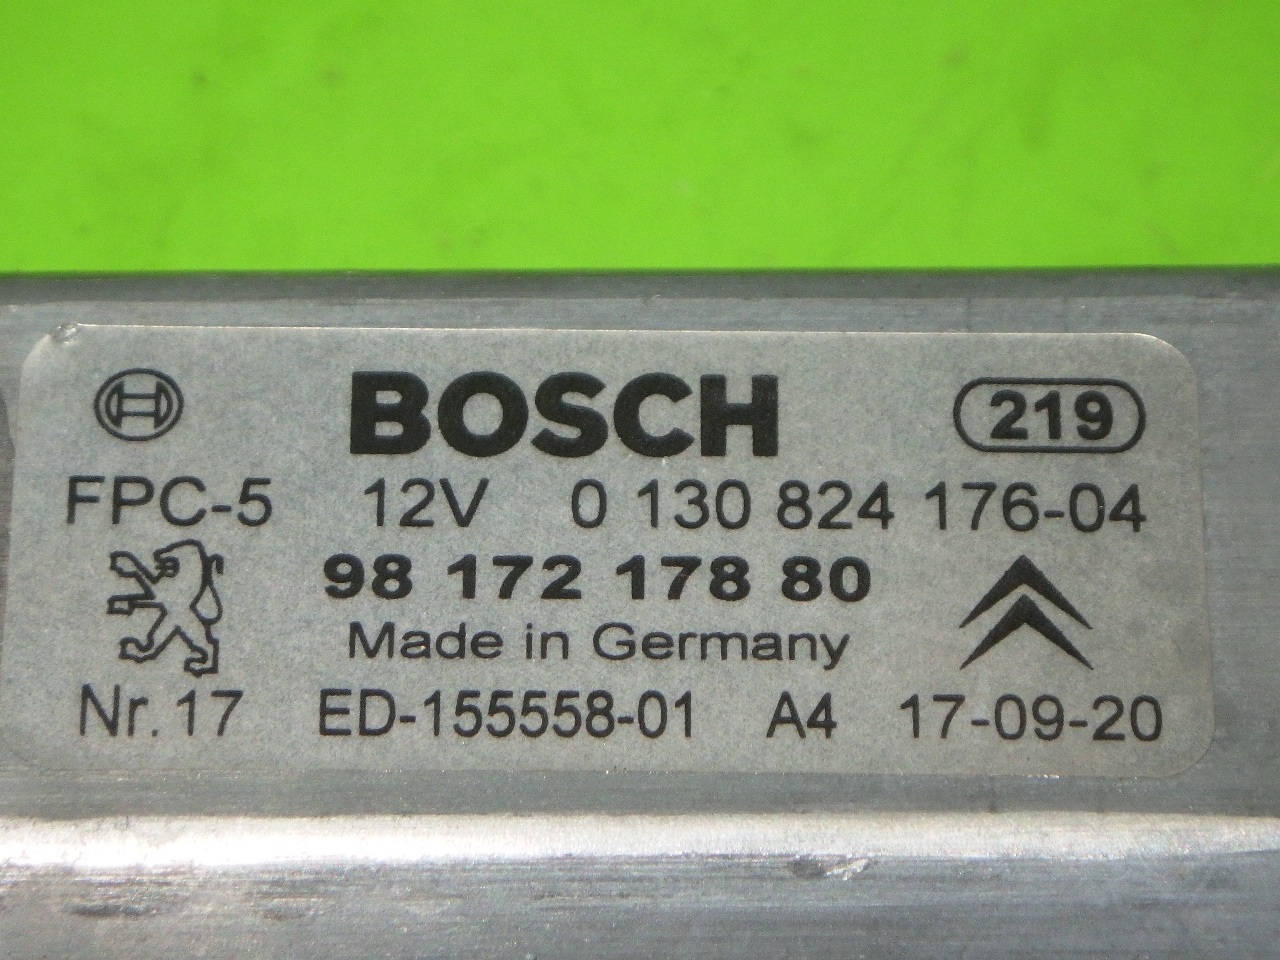 BOSCH 219
FPC-5 12V 0 130 824 176-04
98 172 178 80
Made in Germany
Nr. 17 ED-155558-01 A4 17-09-20